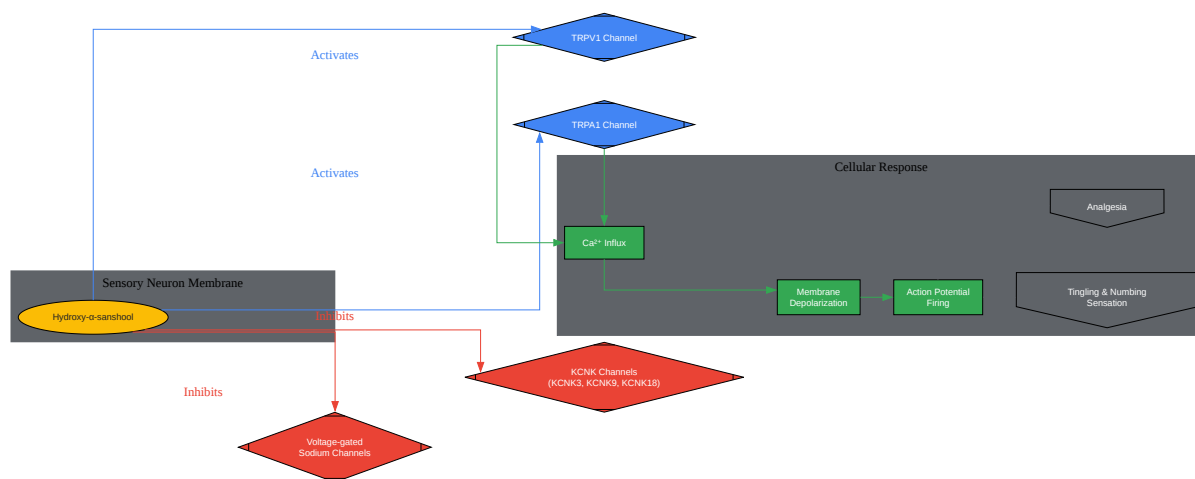 TRPV1 Channel
Activates
TRPA1 Channel
Activates
Cellular Response
Analgesia
Ca²⁺ Influx
Sensory Neuron Membrane
Hydroxy-α-sanshool
Membrane
Depolarization
Action Potential
Firing
Tingling & Numbing
Sensation
Inhibits
KCNK Channels
(KCNK3, KCNK9, KCNK18)
Inhibits
Voltage-gated
Sodium Channels